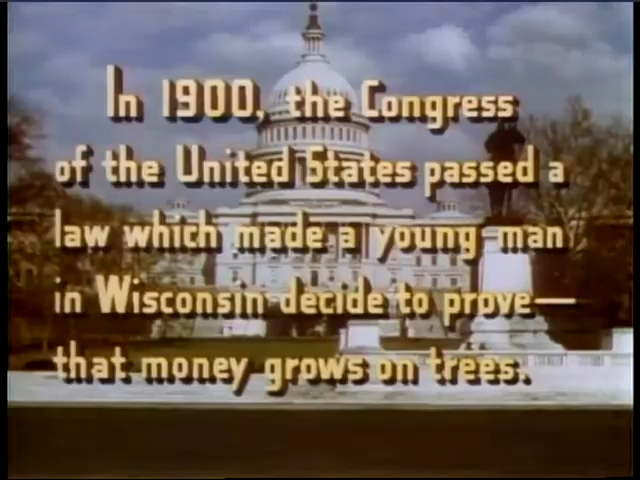 In 1900, the Congress
of the United States passed a
law which made a young man
in Wisconsin decide to prove—
that money grows on trees.